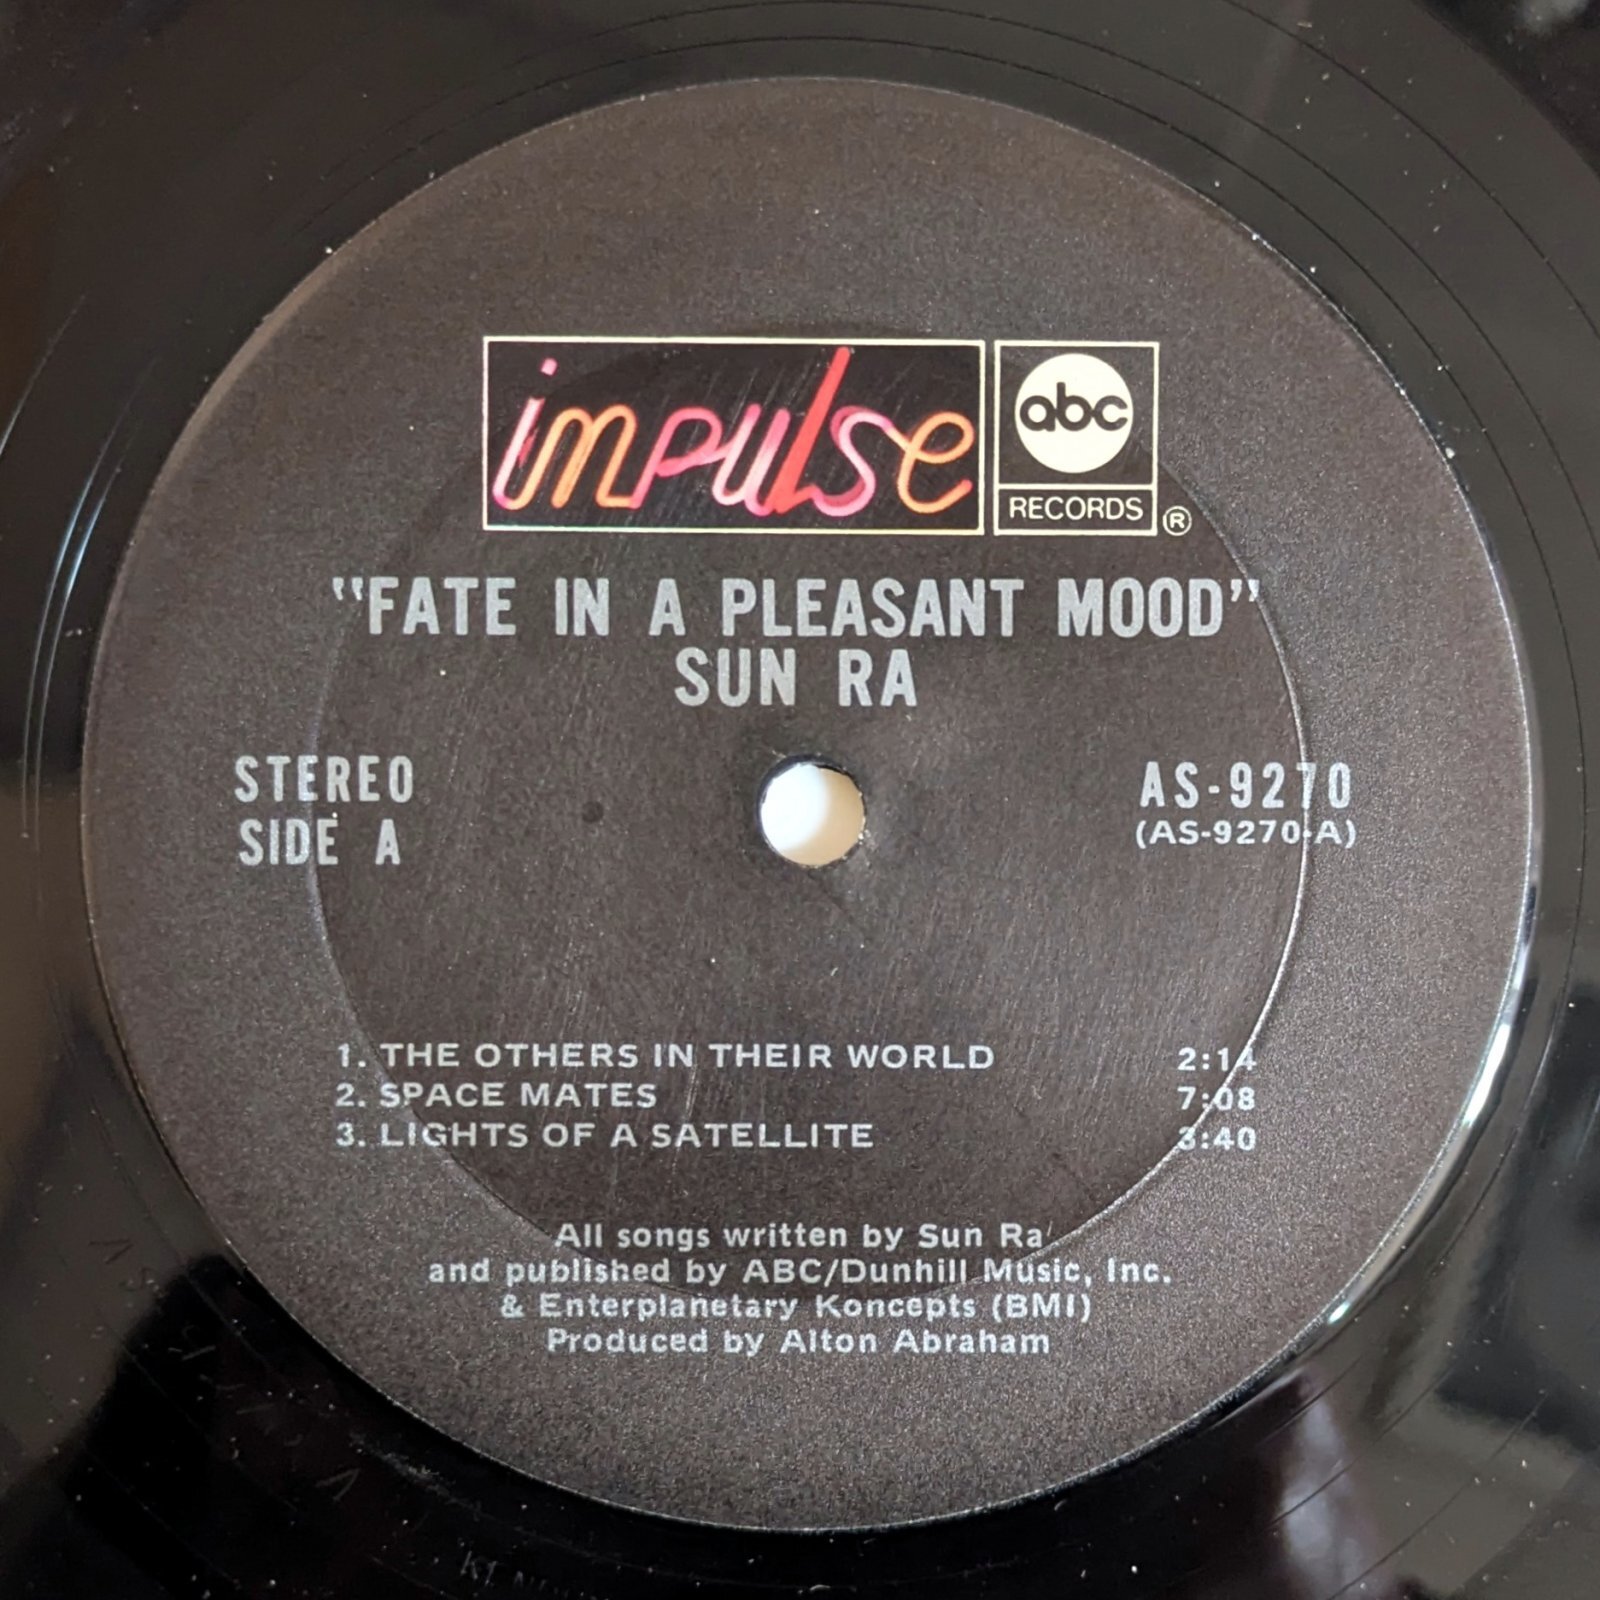 impulse
abc
RECORDS ®
"FATE IN A PLEASANT MOOD"
SUN RA
STEREO
SIDE A
AS-9270
(AS-9270-A)
1. THE OTHERS IN THEIR WORLD 2:14
2. SPACE MATES 7:08
3. LIGHTS OF A SATELLITE 3:40
All songs written by Sun Ra
and published by ABC/Dunhill Music, Inc.
& Enterplanetary Koncepts (BMI)
Produced by Alton Abraham